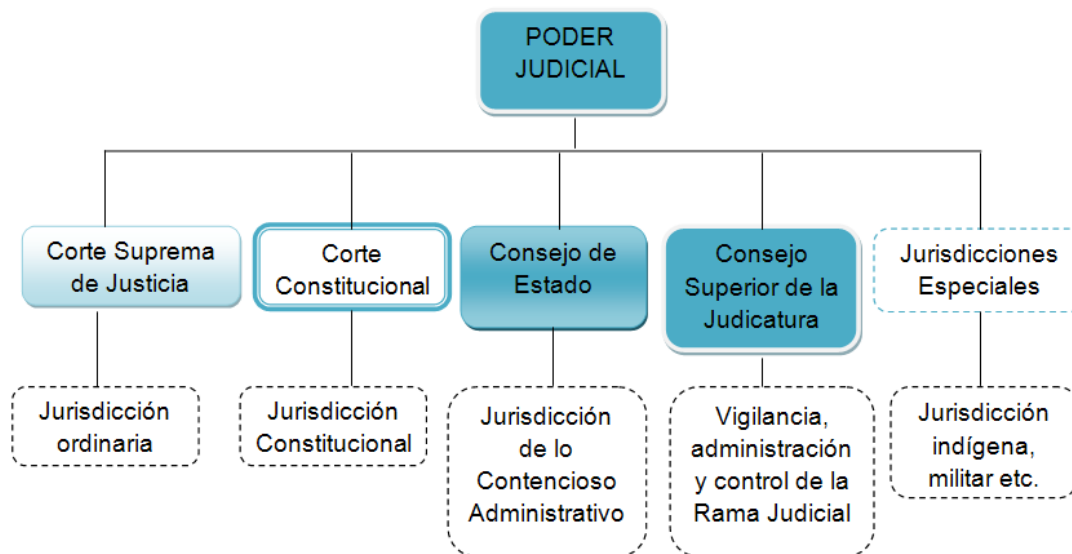 PODER
JUDICIAL
Corte Suprema
de Justicia
Corte
Constitucional
Consejo de
Estado
Consejo
Superior de la
Judicatura
Jurisdicciones
Especiales
Jurisdicción
ordinaria
Jurisdicción
Constitucional
Jurisdicción
de lo
Contencioso
Administrativo
Vigilancia,
administración
y control de la
Rama Judicial
Jurisdicción
indígena,
militar etc.